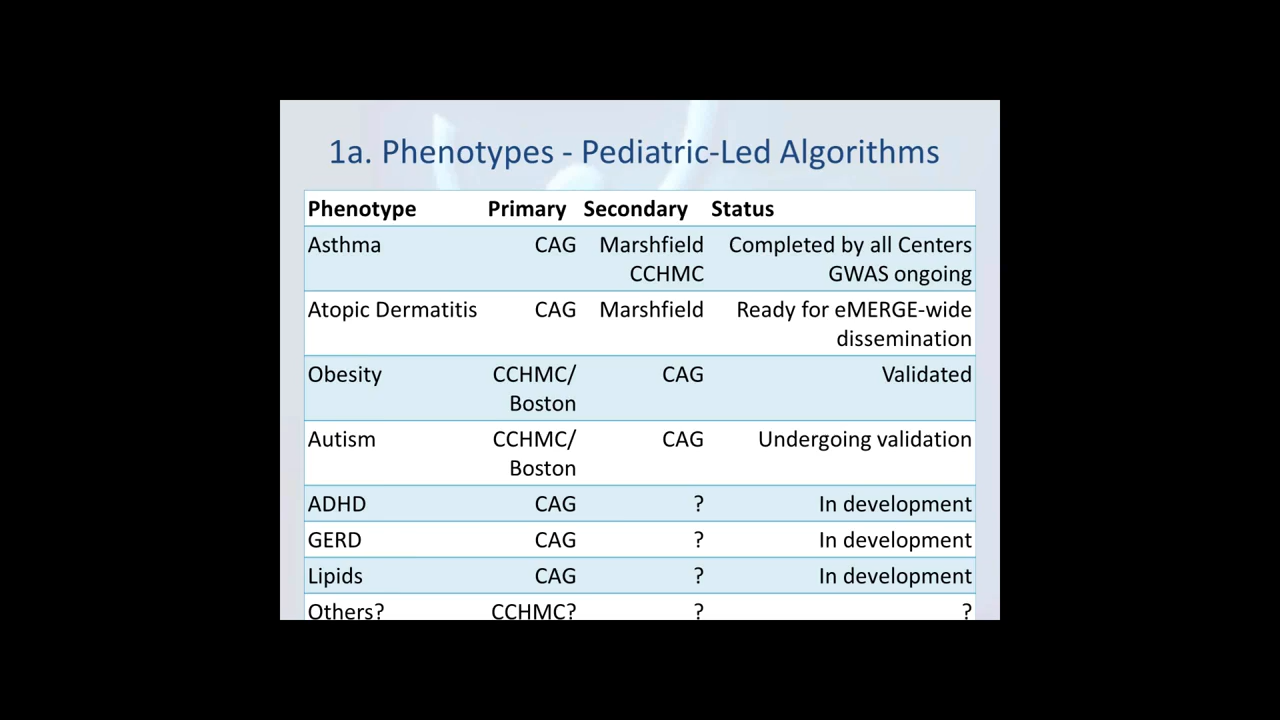 1a. Phenotypes - Pediatric-Led Algorithms
Phenotype Primary Secondary Status
Asthma CAG Marshfield Completed by all Centers
CCHMC GWAS ongoing
Atopic Dermatitis CAG Marshfield Ready for eMERGE-wide
dissemination
Obesity CCHMC/ CAG Validated
Boston
Autism CCHMC/ CAG Undergoing validation
Boston
ADHD CAG ? In development
GERD CAG ? In development
Lipids CAG ? In development
Others? CCHMC? ? ?